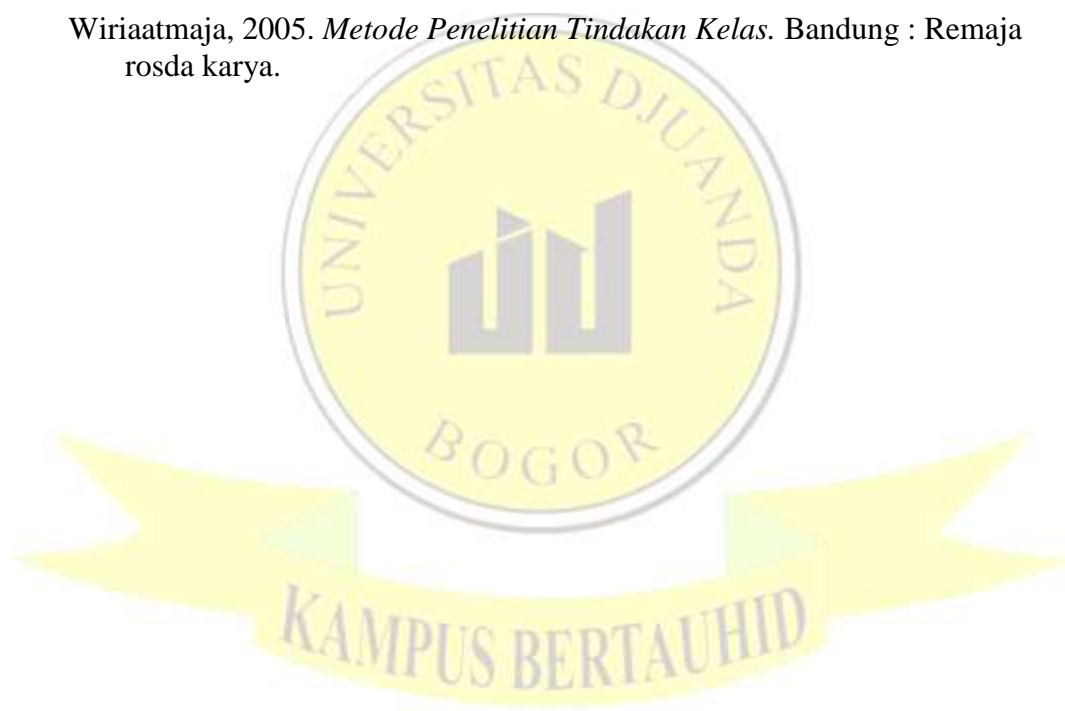 Wiriaatmaja, 2005. Metode Penelitian Tindakan Kelas. Bandung : Remaja
rosda karya.
UNIVERSITAS DJUANDA
BOGOR
KAMPUS BERTAUHID